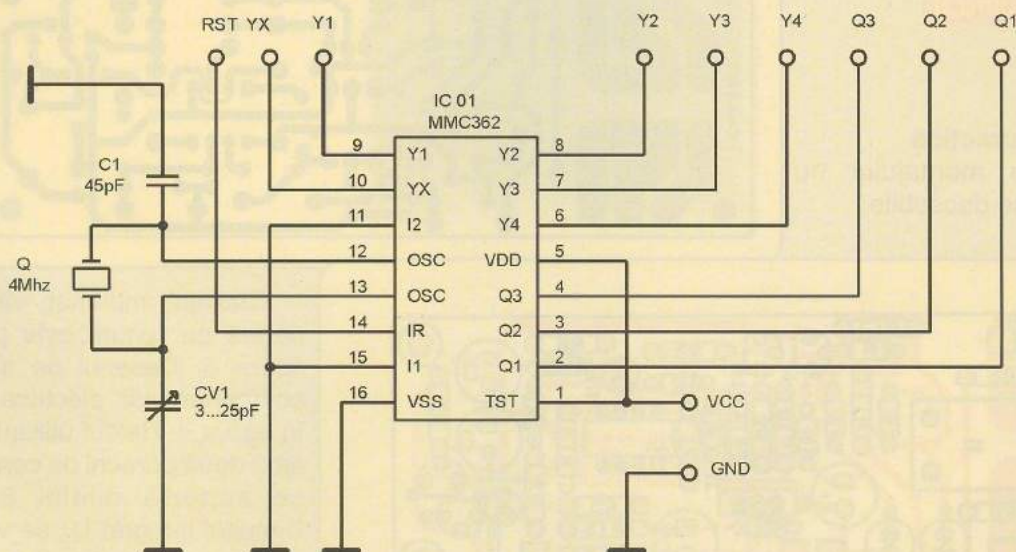 RST YX Y1 Y2 Y3 Y4 Q3 Q2 Q1
IC 01
MMC362
C1
45pF
Q
4Mhz
CV1
3...25pF
9 Y1 Y2 8
10 YX Y3 7
11 I2 Y4 6
12 OSC VDD 5
13 OSC Q3 4
14 IR Q2 3
15 I1 Q1 2
16 VSS TST 1
VCC
GND